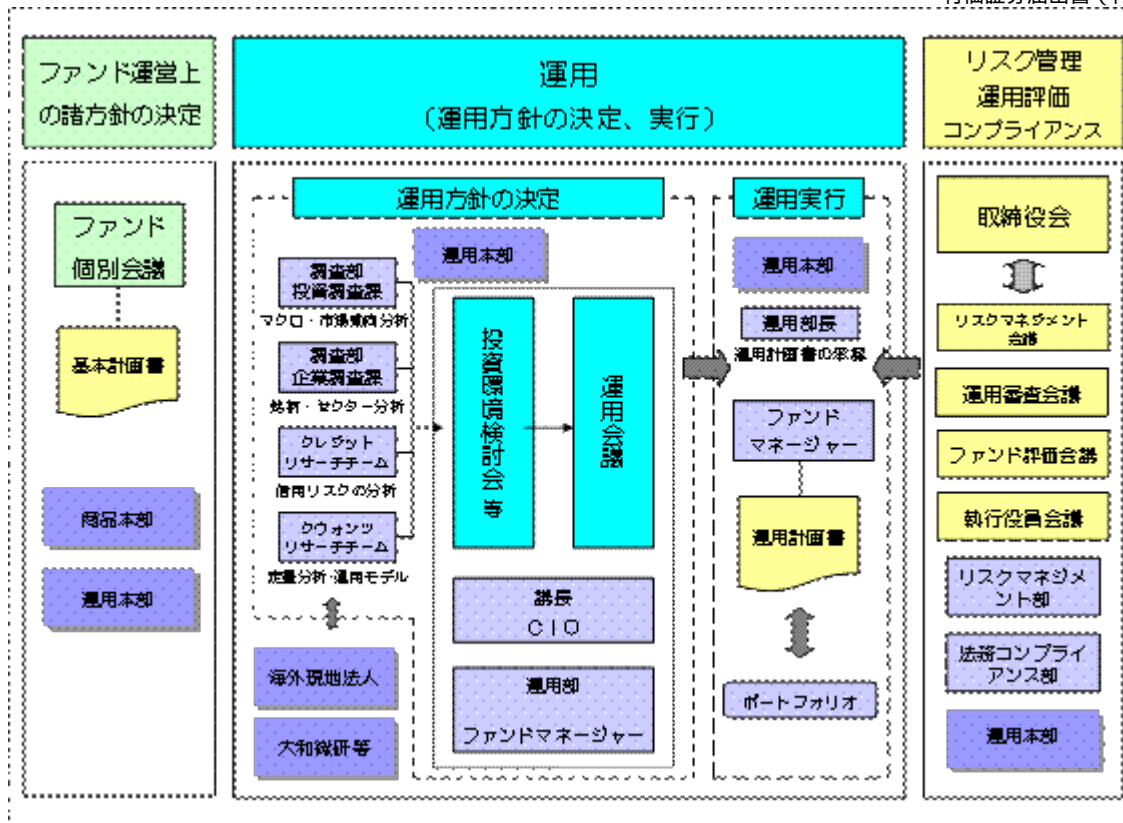 ファンド運営上
の諸方針の決定
運用
(運用方針の決定、実行)
リスク管理
運用評価
コンプライアンス
ファンド
個別会議
基本計画書
商品本部
運用本部
運用方針の決定
運用本部
調査部
投資調査課
マクロ・市場動向分析
調査部
企業調査課
銘柄・セクター分析
クレジット
リサーチチーム
信用リスクの分析
クウォンツ
リサーチチーム
定量分析・運用モデル
海外現地法人
大和総研等
投資環境検討会 等
運用会議
議長
CIO
運用部
ファンドマネージャー
運用実行
運用本部
運用部長
運用計画書の承認
ファンド
マネージャー
運用計画書
ポートフォリオ
取締役会
リスクマネジメント
会議
運用審査会議
ファンド評価会議
執行役員会議
リスクマネジメ
ント部
法務コンプライ
アンス部
運用本部